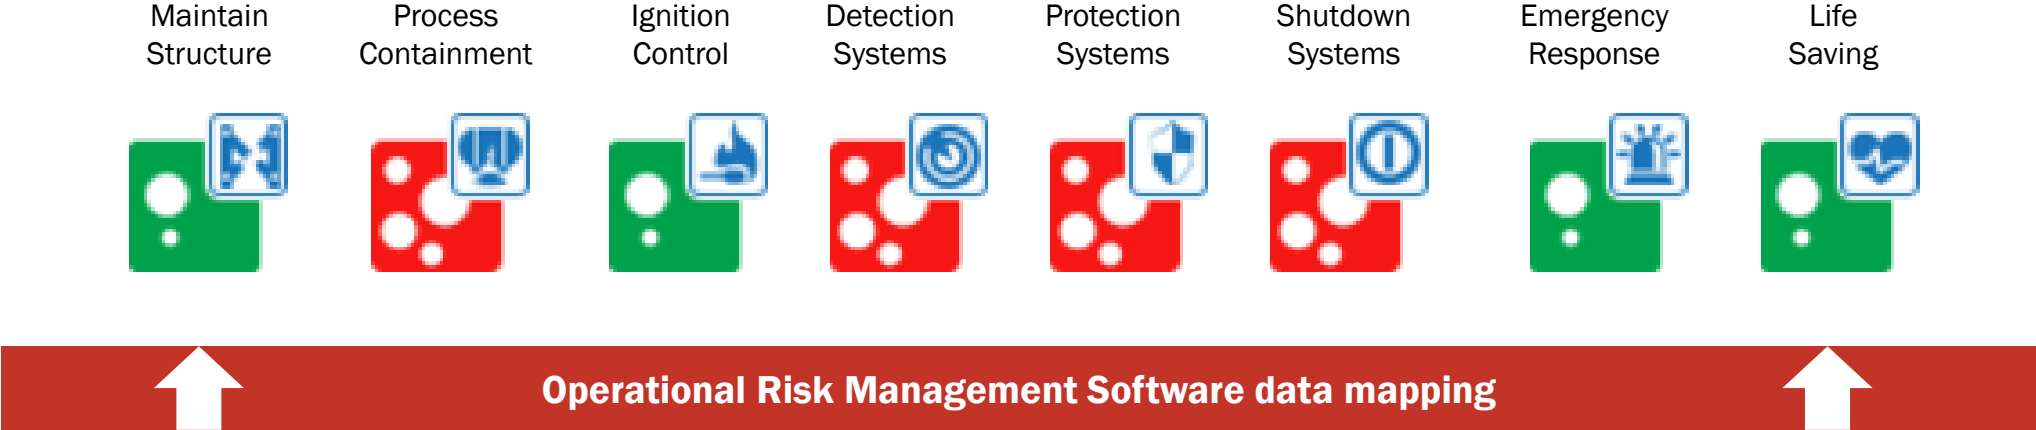 Maintain
Structure
Process
Containment
Ignition
Control
Detection
Systems
Protection
Systems
Shutdown
Systems
Emergency
Response
Life
Saving
Operational Risk Management Software data mapping